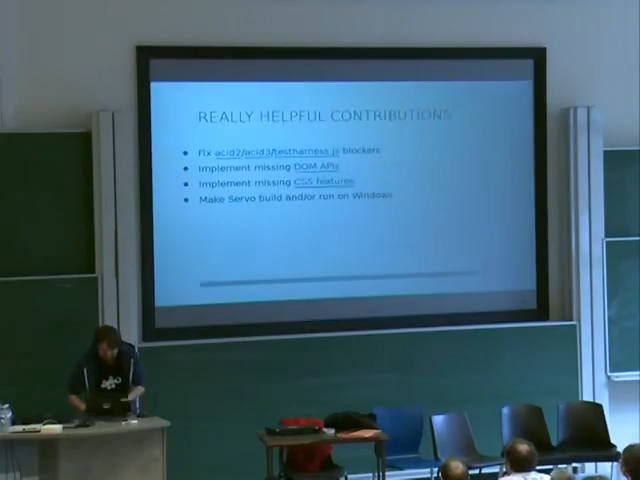 REALLY HELPFUL CONTRIBUTIONS
Fix acid2/acid3/testharness.js blockers
Implement missing DOM APIs
Implement missing CSS features
Make Servo build and/or run on Windows